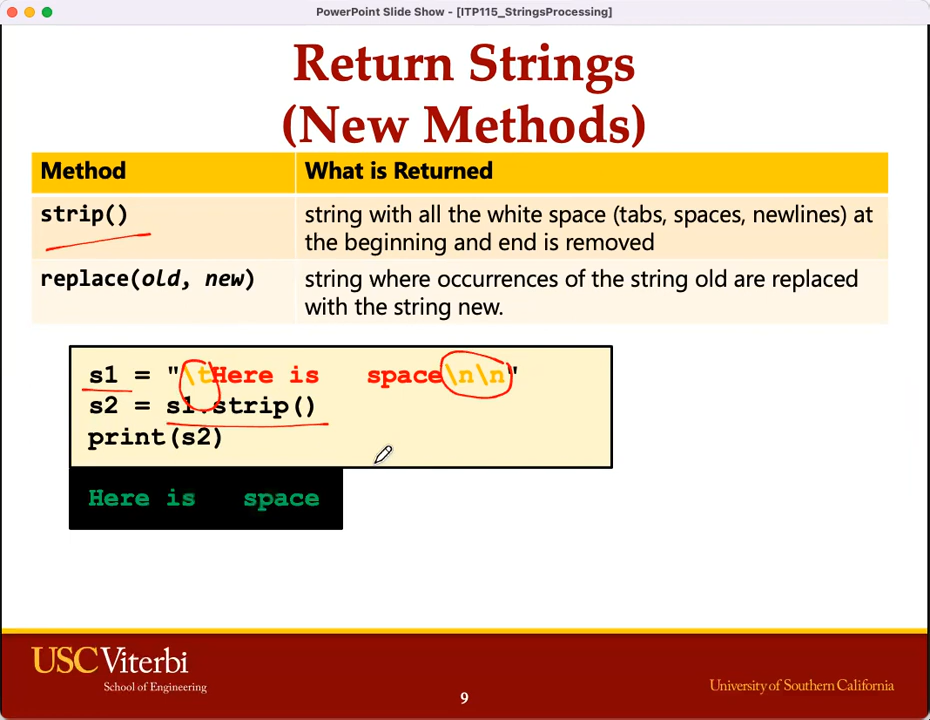 PowerPoint Slide Show - [ITP115_StringsProcessing]
Return Strings
(New Methods)
Method What is Returned
strip() string with all the white space (tabs, spaces, newlines) at
the beginning and end is removed
replace(old, new) string where occurrences of the string old are replaced
with the string new.
s1 = "\tHere is   space\n\n"
s2 = s1.strip()
print(s2)
Here is   space
USC Viterbi
School of Engineering
9
University of Southern California